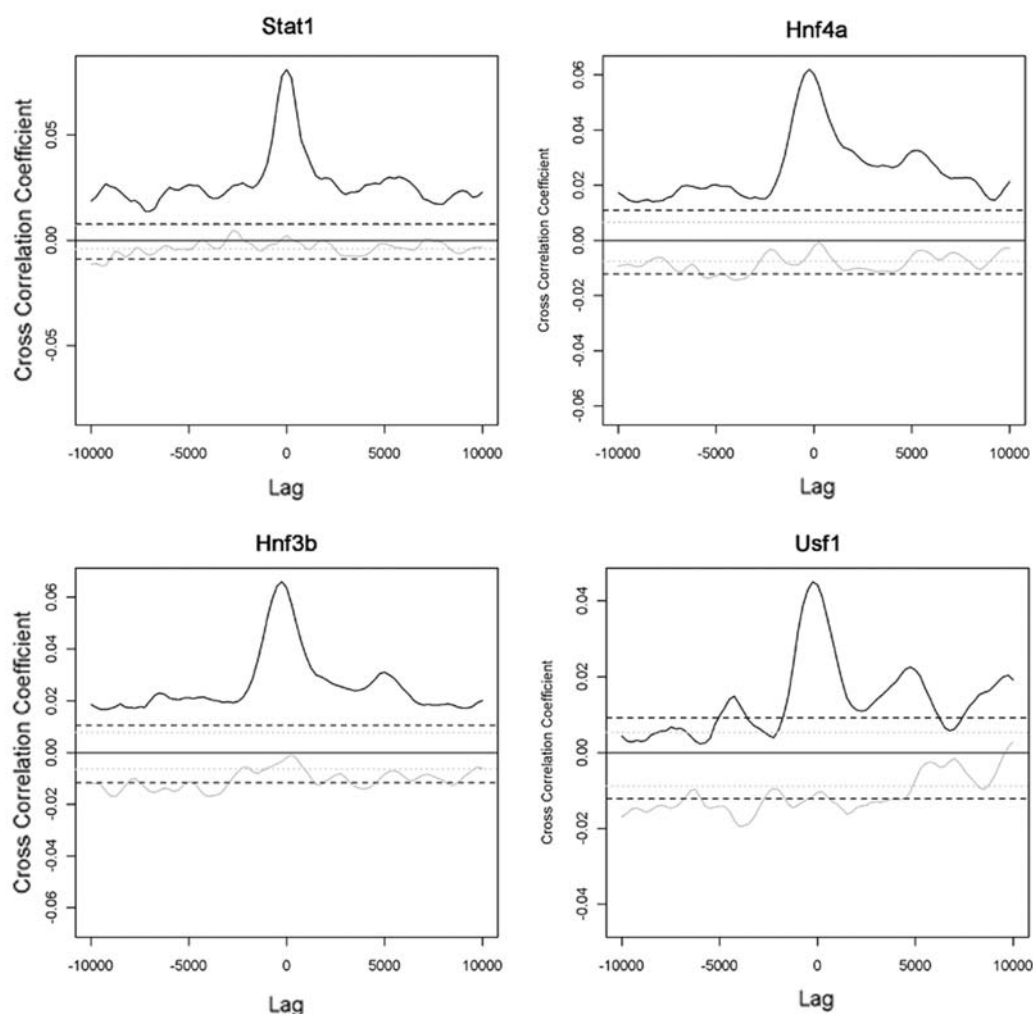 Stat1
Cross Correlation Coefficient
0.05
0.00
-0.05
-10000 -5000 0 5000 10000
Lag
Hnf4a
Cross Correlation Coefficient
0.06
0.04
0.02
0.00
-0.02
-0.04
-0.06
-10000 -5000 0 5000 10000
Lag
Hnf3b
Cross Correlation Coefficient
0.06
0.04
0.02
0.00
-0.02
-0.04
-0.06
-10000 -5000 0 5000 10000
Lag
Usf1
Cross Correlation Coefficient
0.04
0.02
0.00
-0.02
-0.04
-10000 -5000 0 5000 10000
Lag